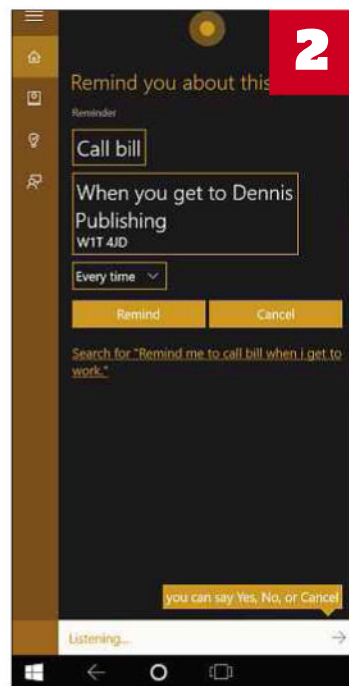 2
Remind you about this
Reminder
Call bill
When you get to Dennis
Publishing
W1T 4JD
Every time
Remind
Cancel
Search for "Remind me to call bill when i get to
work."
you can say Yes, No, or Cancel
Listening...